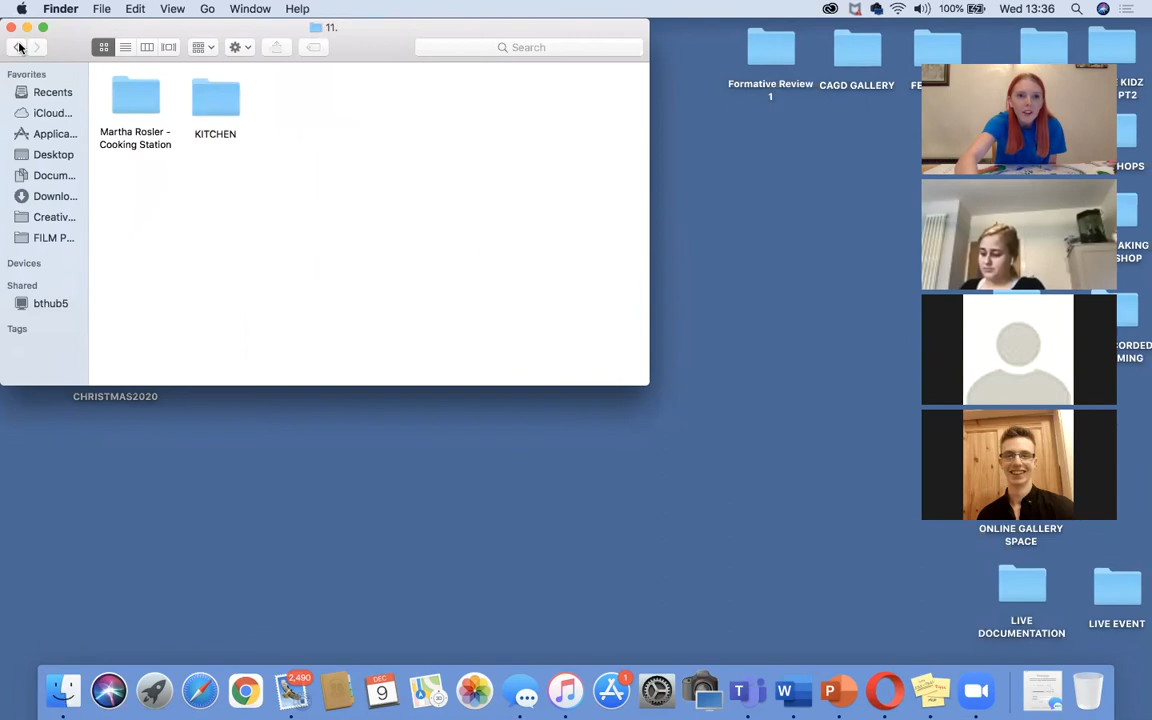 Finder File Edit View Go Window Help
100% Wed 13:36
11.
Search
Favorites
Recents
iCloud...
Applica...
Desktop
Docum...
Downlo...
Creativ...
FILM P...
Devices
Shared
bthub5
Tags
Martha Rosler -
Cooking Station
KITCHEN
CHRISTMAS2020
Formative Review
1
CAGD GALLERY
FE
KIDZ
PT2
HOPS
AKING
SHOP
ORDED
MING
ONLINE GALLERY
SPACE
LIVE
DOCUMENTATION
LIVE EVENT
2,490
DEC
9
1
T
W
P